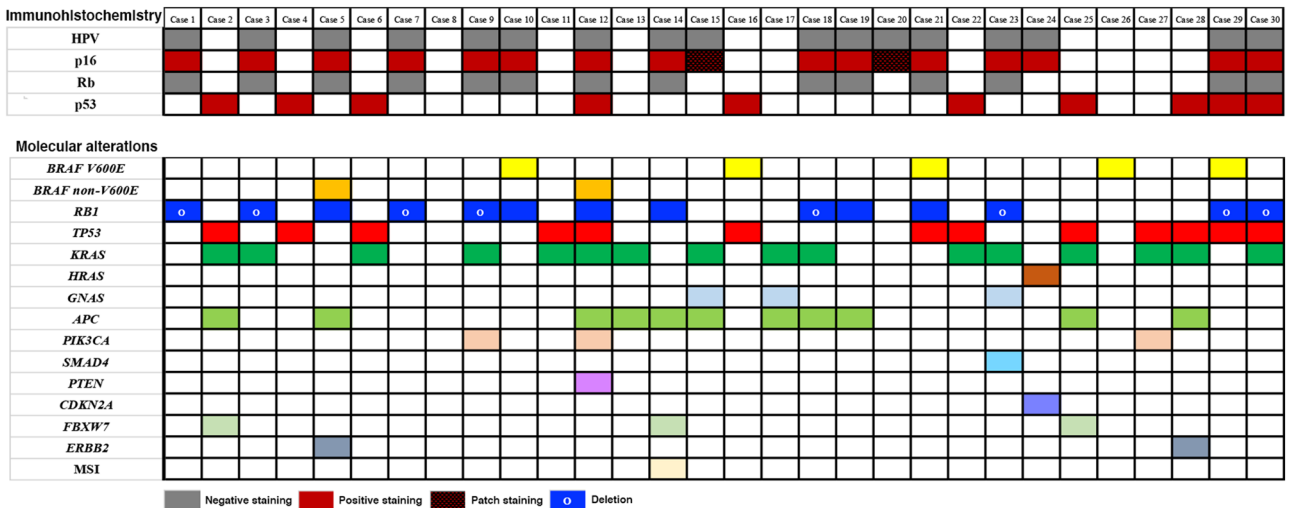 Immunohistochemistry Case 1 Case 2 Case 3 Case 4 Case 5 Case 6 Case 7 Case 8 Case 9 Case 10 Case 11 Case 12 Case 13 Case 14 Case 15 Case 16 Case 17 Case 18 Case 19 Case 20 Case 21 Case 22 Case 23 Case 24 Case 25 Case 26 Case 27 Case 28 Case 29 Case 30
HPV
p16
Rb
p53
Molecular alterations
BRAF V600E
BRAF non-V600E
RB1 o o o o o o o o
TP53
KRAS
HRAS
GNAS
APC
PIK3CA
SMAD4
PTEN
CDKN2A
FBXW7
ERBB2
MSI
Negative staining Positive staining Patch staining o Deletion